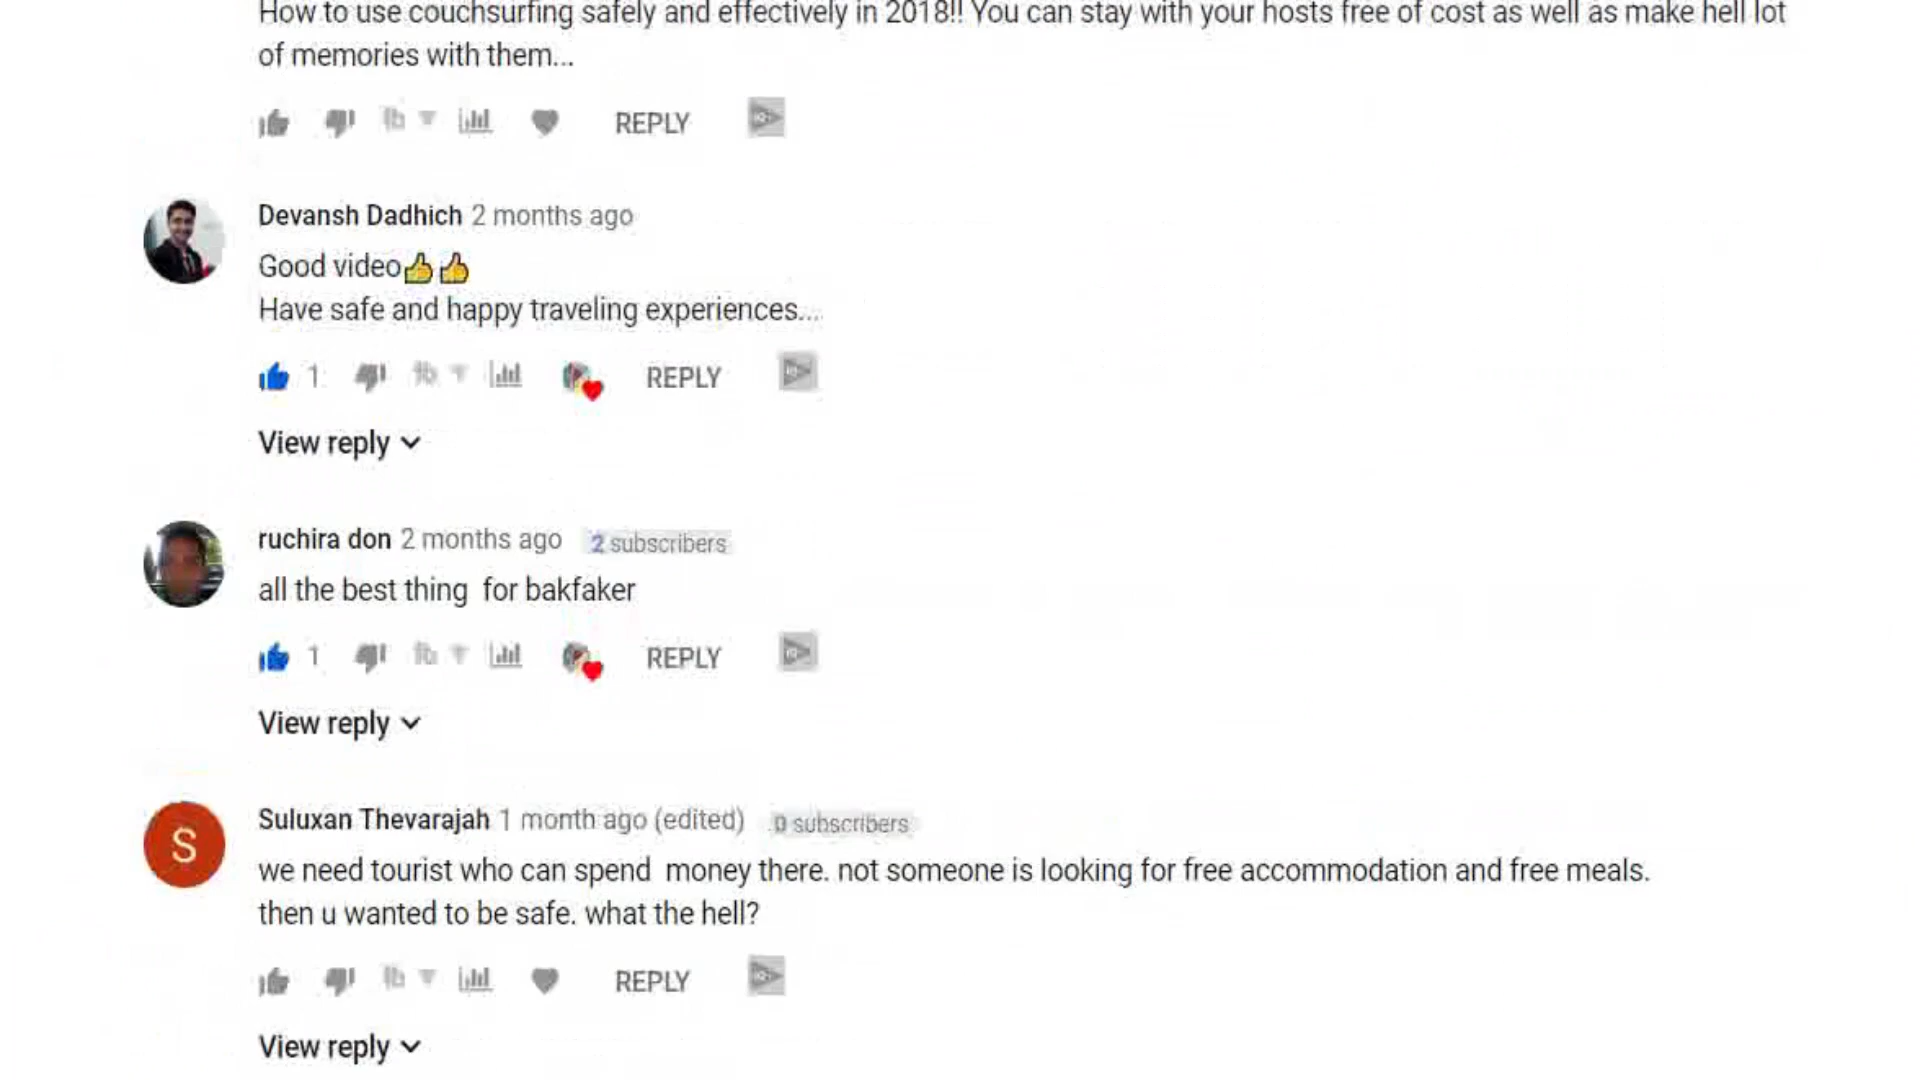 How to use couchsurfing safely and effectively in 2018!! You can stay with your hosts free of cost as well as make hell lot
of memories with them...
REPLY
Devansh Dadhich 2 months ago
Good video👍👍
Have safe and happy traveling experiences...
1 REPLY
View reply
ruchira don 2 months ago 2 subscribers
all the best thing for bakfaker
1 REPLY
View reply
S
Suluxan Thevarajah 1 month ago (edited) 0 subscribers
we need tourist who can spend money there. not someone is looking for free accommodation and free meals.
then u wanted to be safe. what the hell?
REPLY
View reply